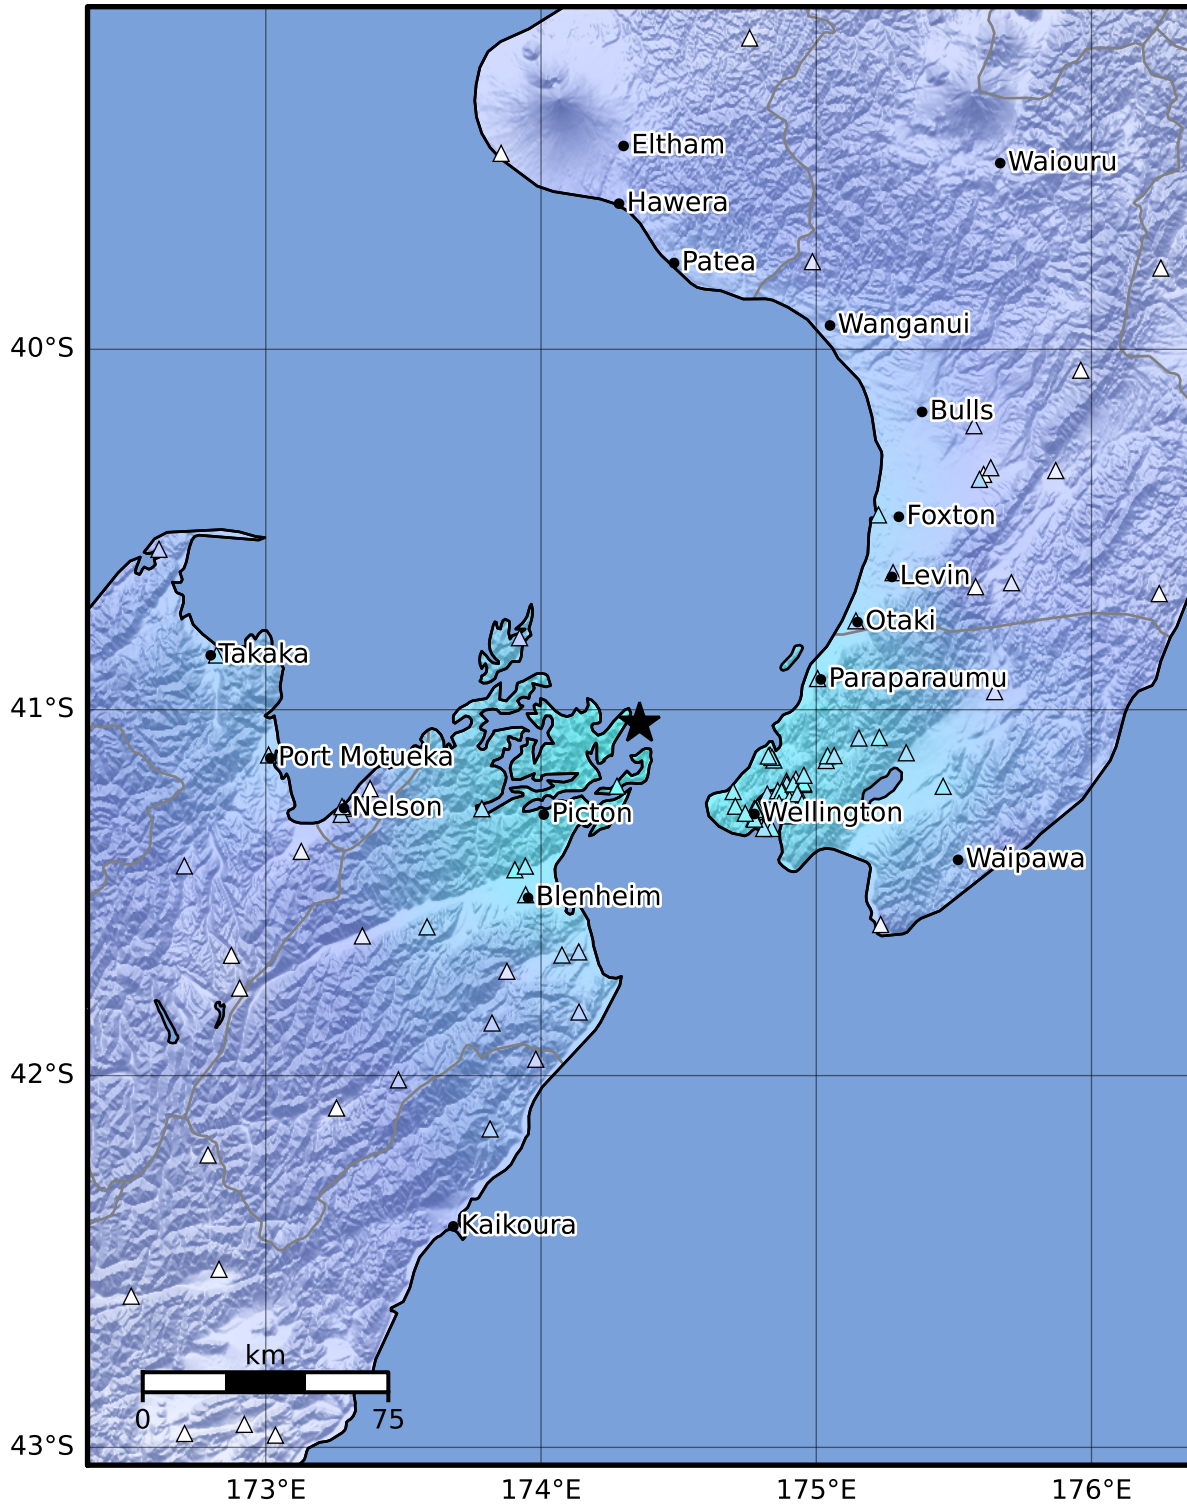 Eltham
Waiouru
Hawera
Patea
Wanganui
40°S
Bulls
Foxton
Levin
Otaki
Takaka
Paraparaumu
41°S
Port Motueka
Nelson
Picton
Wellington
Waipawa
Blenheim
42°S
Kaikoura
km
0 75
43°S
173°E 174°E 175°E 176°E